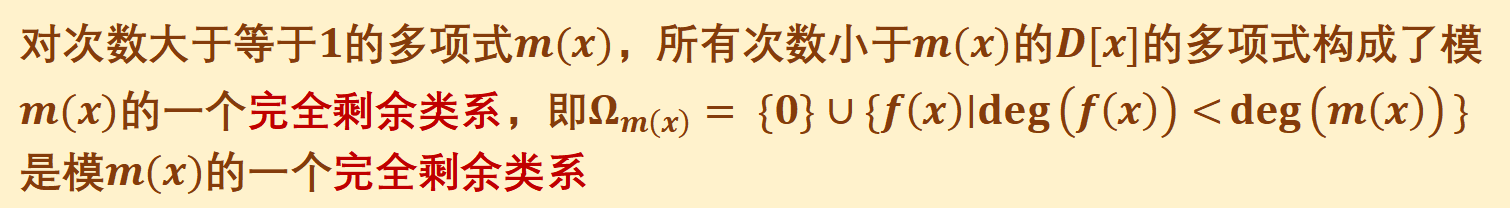 对次数大于等于1的多项式m(x)，所有次数小于m(x)的D[x]的多项式构成了模
m(x)的一个完全剩余类系，即Ω_{m(x)} = {0} ∪ {f(x)|deg(f(x)) < deg(m(x))}
是模m(x)的一个完全剩余类系